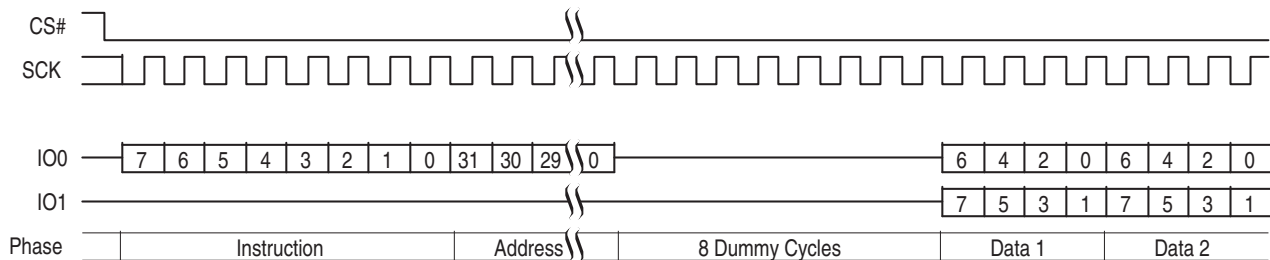 CS#
SCK
IO0 7 6 5 4 3 2 1 0 31 30 29 0 6 4 2 0 6 4 2 0
IO1 7 5 3 1 7 5 3 1
Phase Instruction Address 8 Dummy Cycles Data 1 Data 2